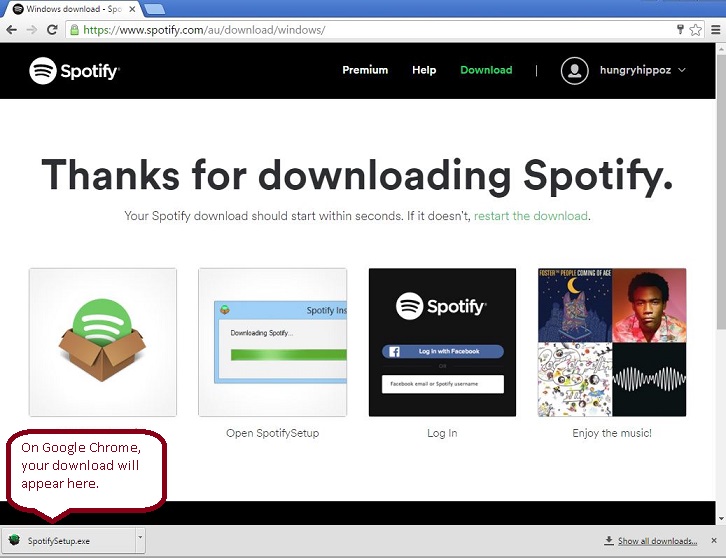 Windows download - Spo
https://www.spotify.com/au/download/windows/
Spotify
Premium Help Download | hungryhippoz
Thanks for downloading Spotify.
Your Spotify download should start within seconds. If it doesn't, restart the download.
Spotify Ins
Downloading Spotify...
Spotify
Log in with Facebook
OR
Facebook email or Spotify username
FOSTER THE PEOPLE COMING OF AGE
Open SpotifySetup
Log In
Enjoy the music!
On Google Chrome,
your download will
appear here.
SpotifySetup.exe
Show all downloads...